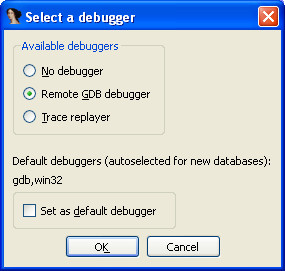 Select a debugger
Available debuggers
No debugger
Remote GDB debugger
Trace replayer
Default debuggers (autoselected for new databases):
gdb,win32
Set as default debugger
OK
Cancel